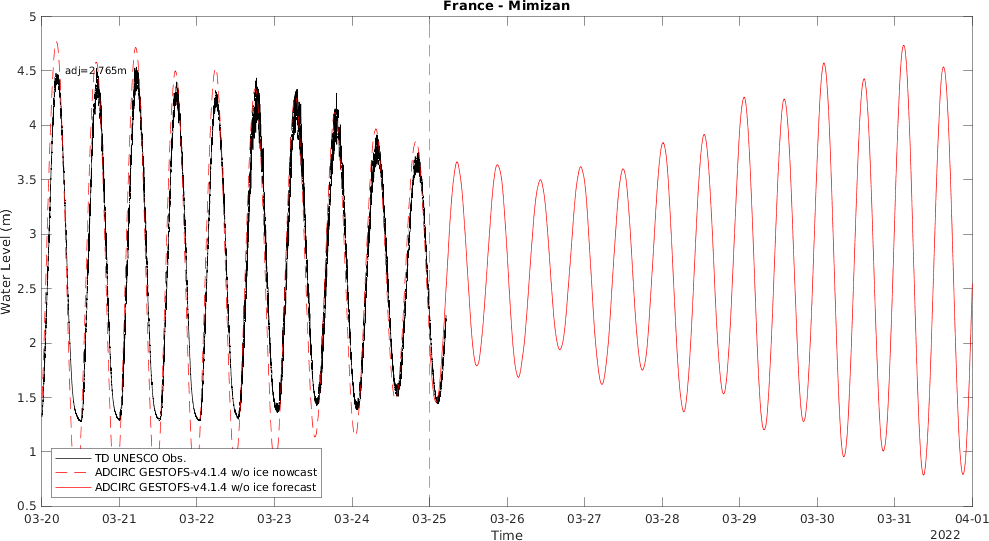 France - Mimizan
5
4.5
4
3.5
3
2.5
2
1.5
1
0.5
Water Level (m)
adj=2.765m
TD UNESCO Obs.
ADCIRC GESTOFS-v4.1.4 w/o ice nowcast
ADCIRC GESTOFS-v4.1.4 w/o ice forecast
03-20 03-21 03-22 03-23 03-24 03-25 03-26 03-27 03-28 03-29 03-30 03-31 04-01
Time
2022